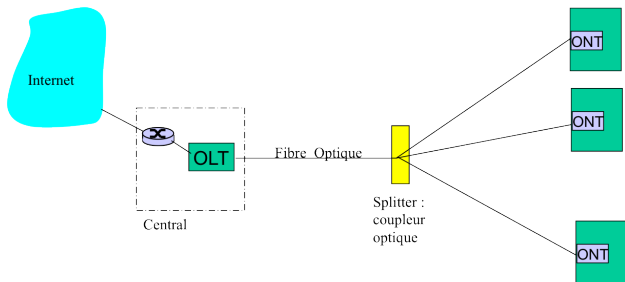 Internet
OLT
Central
Fibre Optique
Splitter :
coupleur
optique
ONT
ONT
ONT